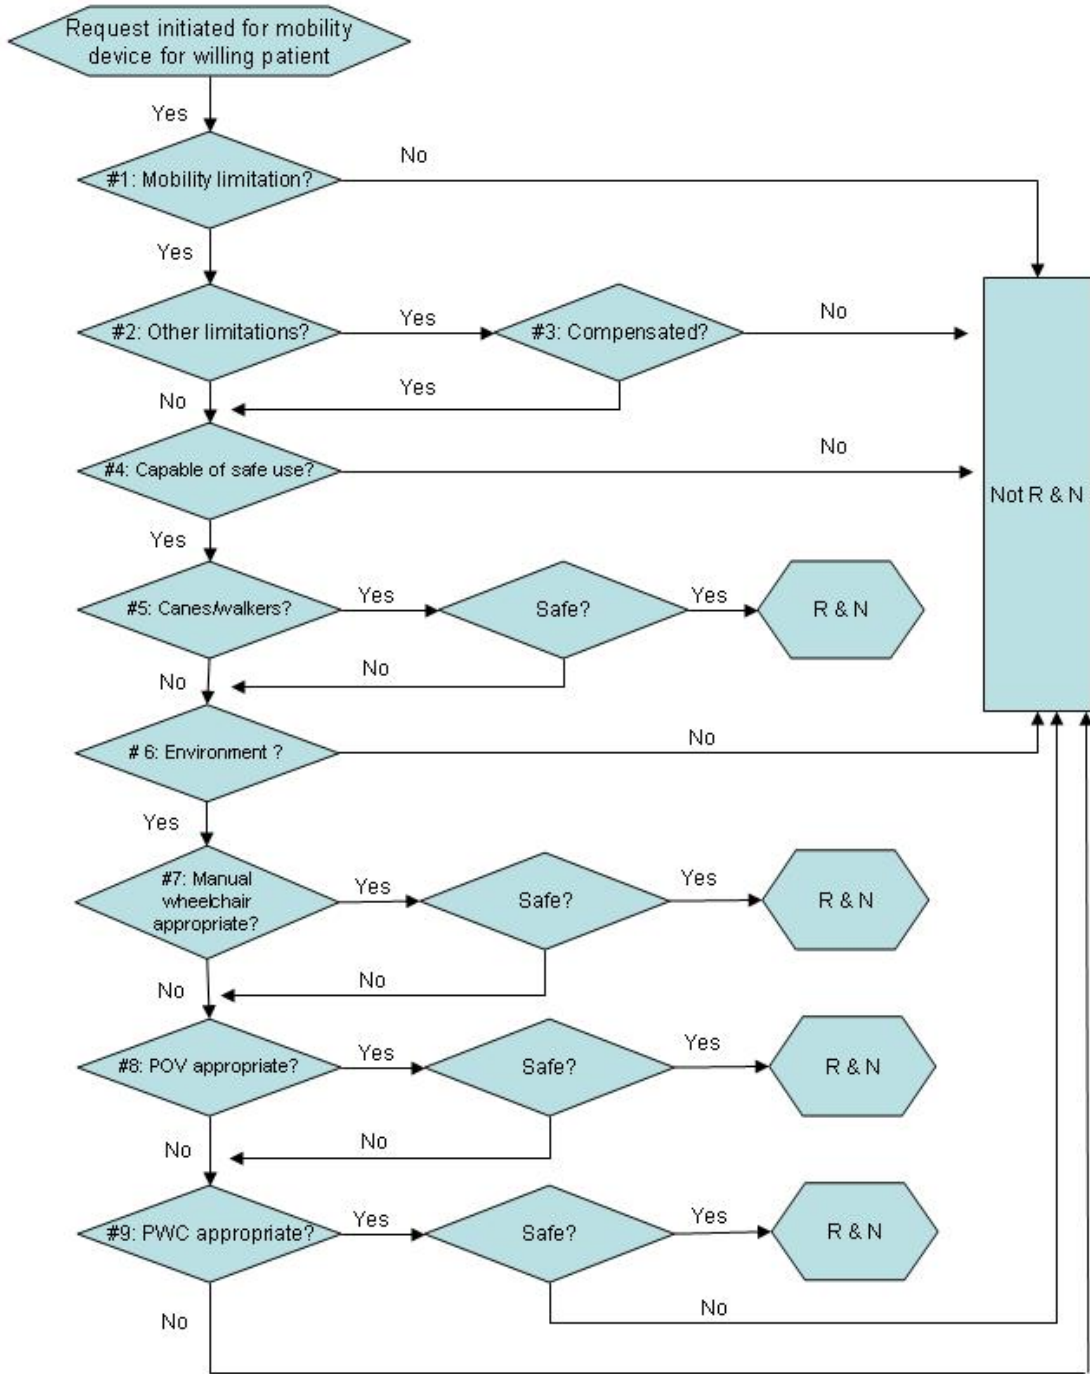 Request initiated for mobility
device for willing patient
Yes
No
#1: Mobility limitation?
Yes
#2: Other limitations?
Yes
#3: Compensated?
No
No
Yes
#4: Capable of safe use?
No
Not R & N
Yes
#5: Canes/walkers?
Yes
Safe?
Yes
R & N
No
No
# 6: Environment ?
No
Yes
#7: Manual
wheelchair
appropriate?
Yes
Safe?
Yes
R & N
No
No
#8: POV appropriate?
Yes
Safe?
Yes
R & N
No
No
#9: PWC appropriate?
Yes
Safe?
Yes
R & N
No
No